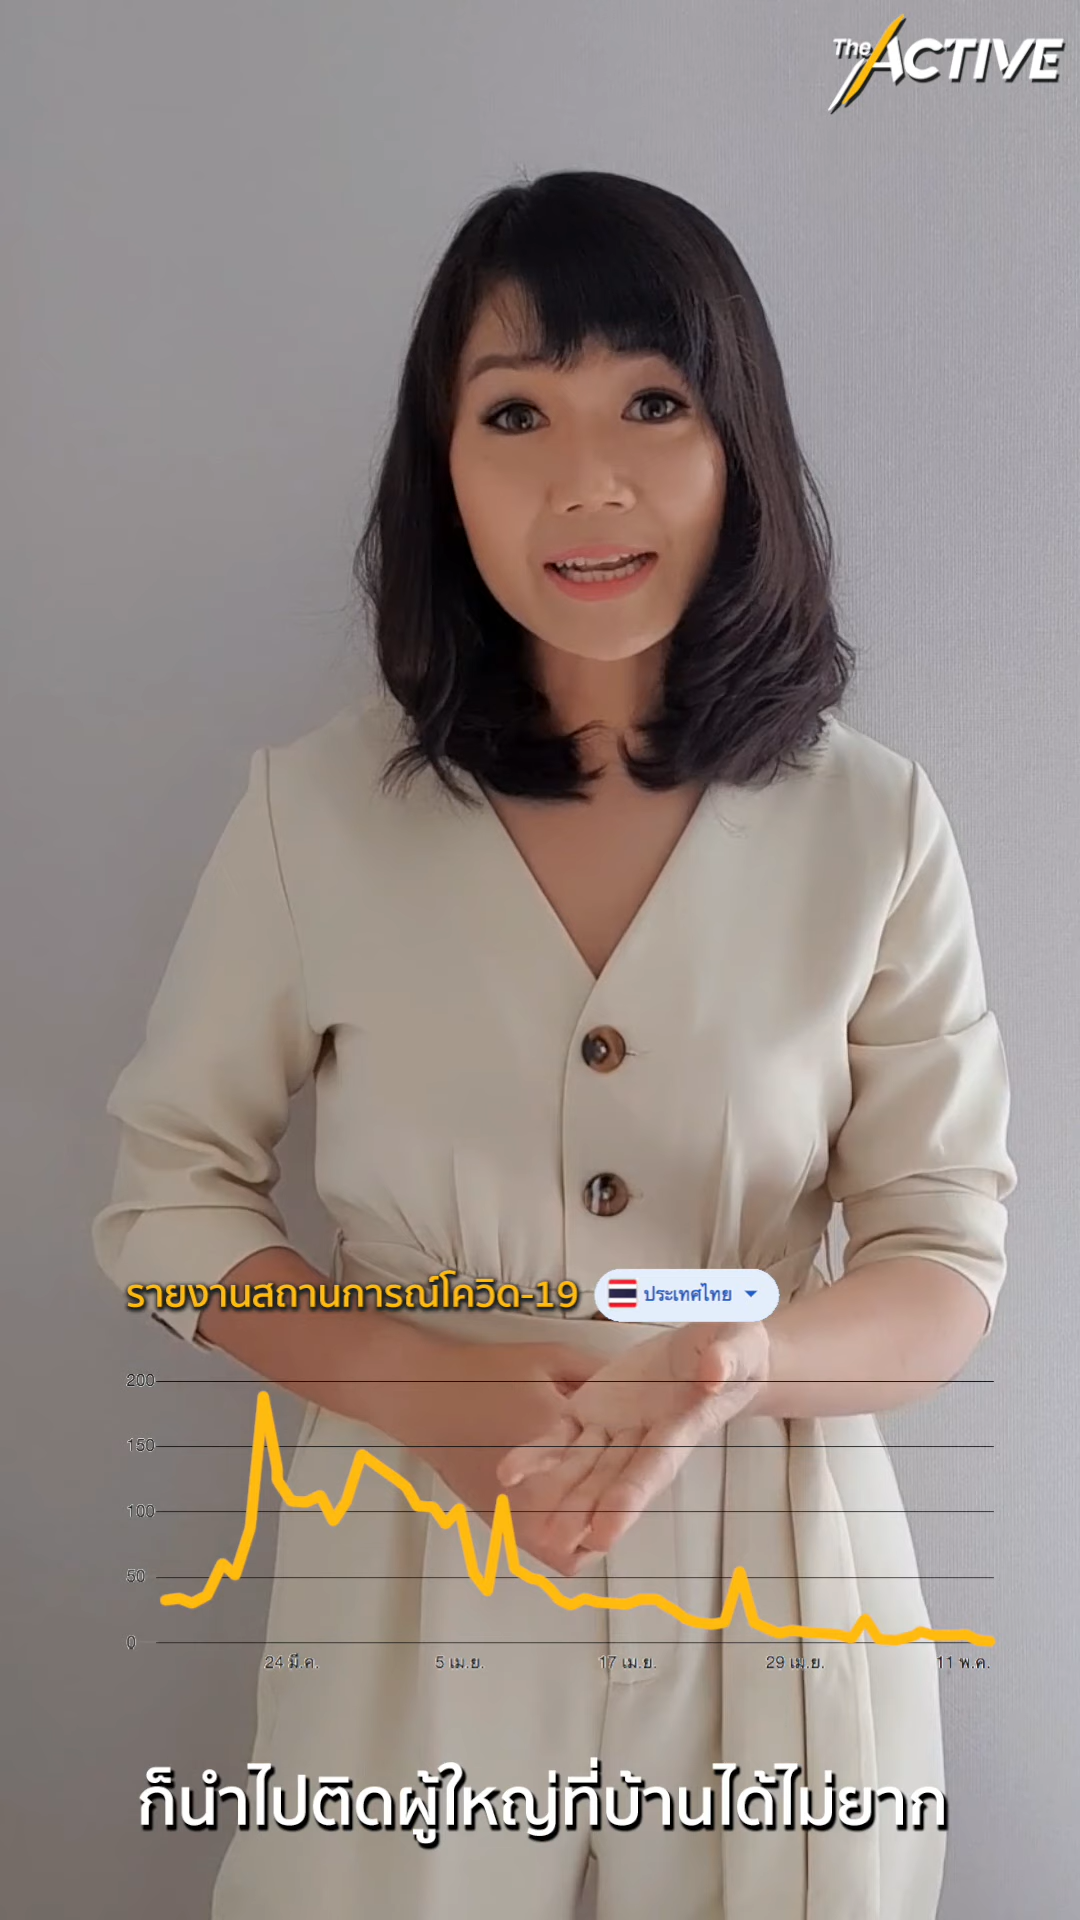 The ACTIVE
รายงานสถานการณ์โควิด-19 ประเทศไทย
200
150
100
50
0
24 มี.ค. 5 เม.ย. 17 เม.ย. 29 เม.ย. 11 พ.ค.
ก็นำไปติดผู้ใหญ่ที่บ้านได้ไม่ยาก